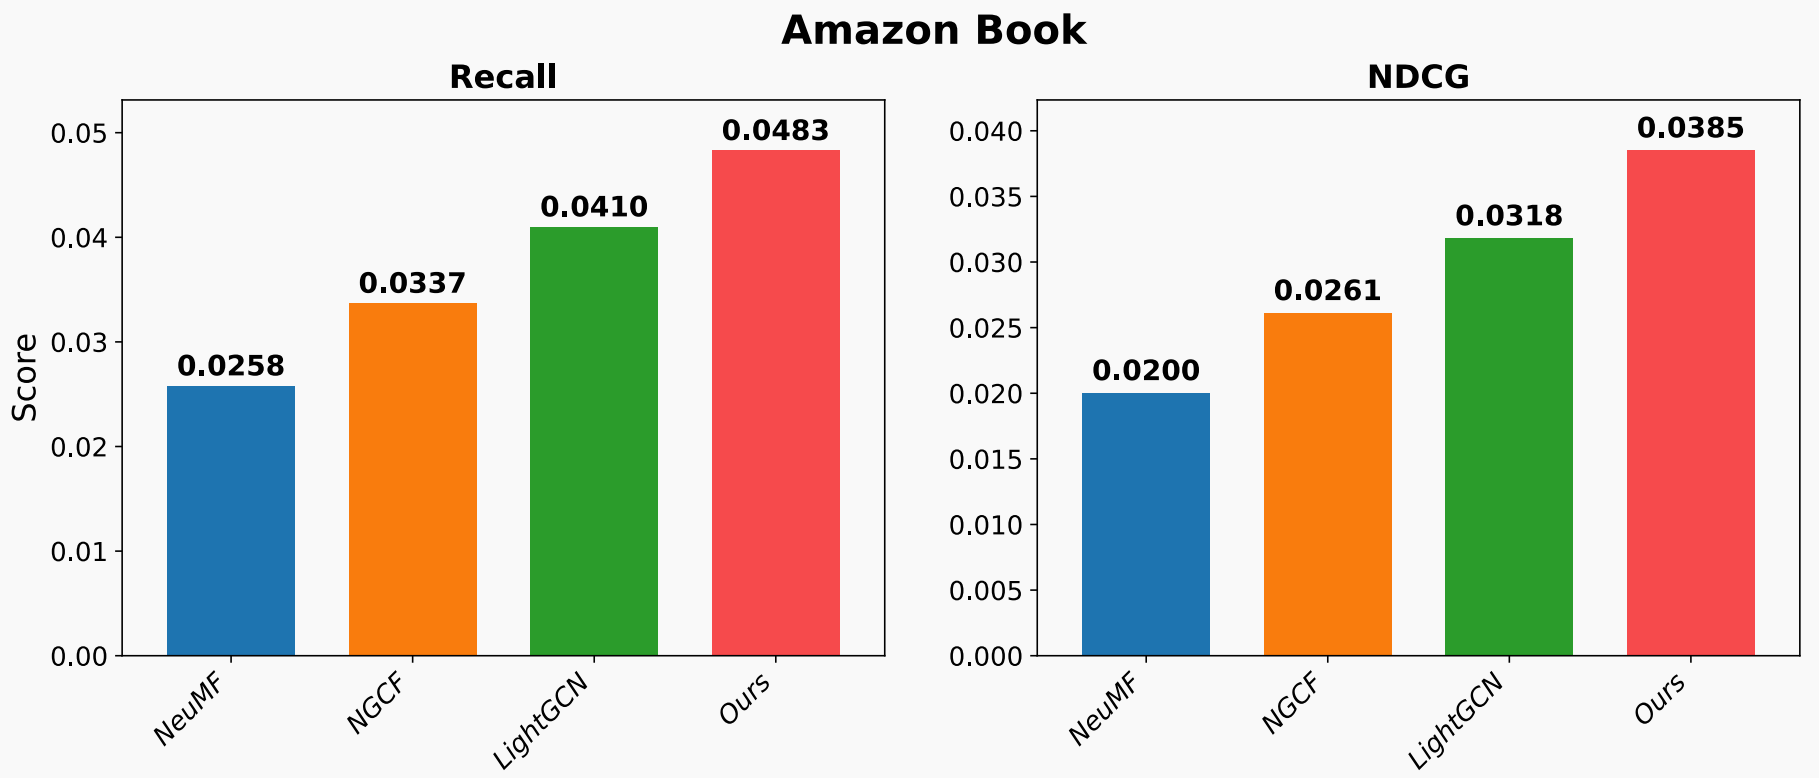 Amazon Book
Recall
Score
0.05
0.04
0.03
0.02
0.01
0.00
0.0258
0.0337
0.0410
0.0483
NeuMF
NGCF
LightGCN
Ours
NDCG
0.040
0.035
0.030
0.025
0.020
0.015
0.010
0.005
0.000
0.0200
0.0261
0.0318
0.0385
NeuMF
NGCF
LightGCN
Ours